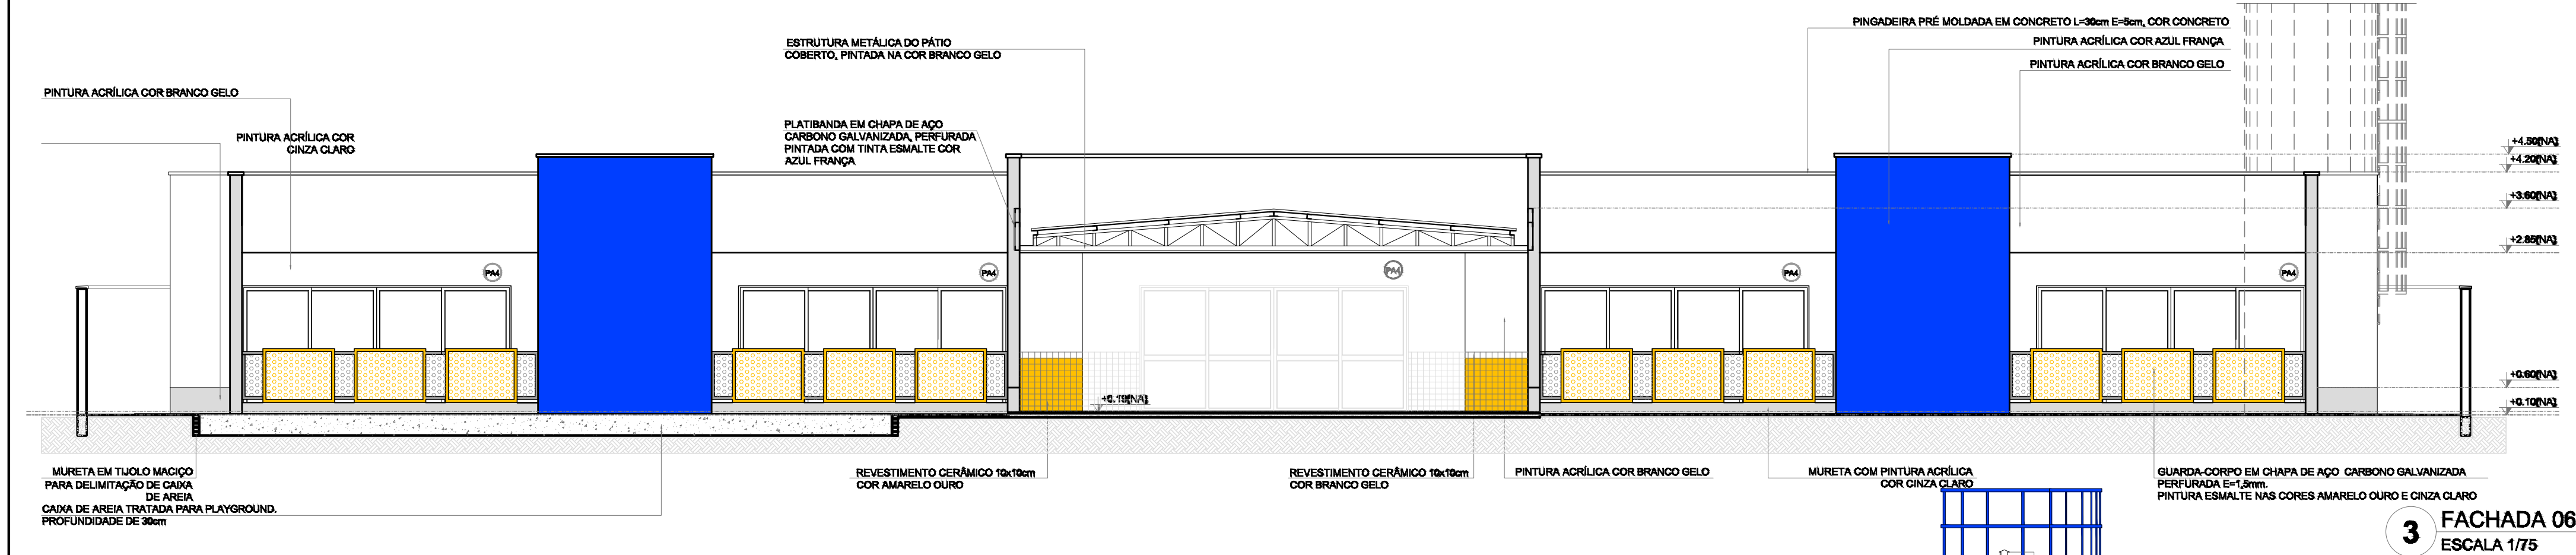 PINGADEIRA PRÉ MOLDADA EM CONCRETO L=30cm E=5cm, COR CONCRETO
ESTRUTURA METÁLICA DO PÁTIO
COBERTO, PINTADA NA COR BRANCO GELO
PINTURA ACRÍLICA COR AZUL FRANÇA
PINTURA ACRÍLICA COR BRANCO GELO
PINTURA ACRÍLICA COR BRANCO GELO
PINTURA ACRÍLICA COR
CINZA CLARO
PLATIBANDA EM CHAPA DE AÇO
CARBONO GALVANIZADA, PERFURADA
PINTADA COM TINTA ESMALTE COR
AZUL FRANÇA
+4.50[NA]
+4.20[NA]
+3.60[NA]
+2.85[NA]
PA4
PA4
PA4
PA4
PA4
+0.60[NA]
+0.19[NA]
+0.10[NA]
MURETA EM TIJOLO MACIÇO
PARA DELIMITAÇÃO DE CAIXA
DE AREIA
CAIXA DE AREIA TRATADA PARA PLAYGROUND.
PROFUNDIDADE DE 30cm
REVESTIMENTO CERÂMICO 10x10cm
COR AMARELO OURO
REVESTIMENTO CERÂMICO 10x10cm
COR BRANCO GELO
PINTURA ACRÍLICA COR BRANCO GELO
MURETA COM PINTURA ACRÍLICA
COR CINZA CLARO
GUARDA-CORPO EM CHAPA DE AÇO CARBONO GALVANIZADA
PERFURADA E=1,5mm.
PINTURA ESMALTE NAS CORES AMARELO OURO E CINZA CLARO
3 FACHADA 06
ESCALA 1/75